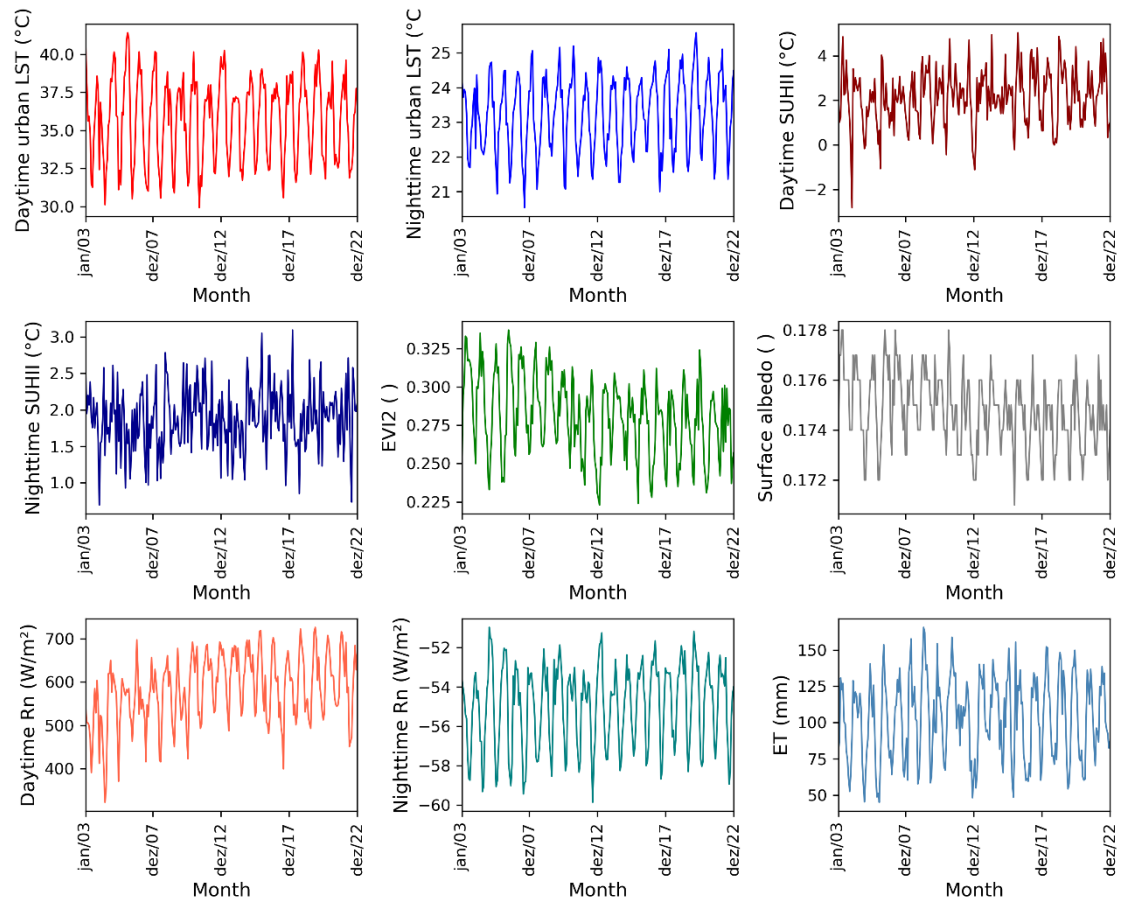 Daytime urban LST (°C)
40.0
37.5
35.0
32.5
30.0
jan/03
dez/07
dez/12
dez/17
dez/22
Month
Nighttime urban LST (°C
25
24
23
22
21
jan/03
dez/07
dez/12
dez/17
dez/22
Month
Daytime SUHII (°C)
4
2
0
−2
jan/03
dez/07
dez/12
dez/17
dez/22
Month
Nighttime SUHII (°C)
3.0
2.5
2.0
1.5
1.0
jan/03
dez/07
dez/12
dez/17
dez/22
Month
EVI2 ( )
0.325
0.300
0.275
0.250
0.225
jan/03
dez/07
dez/12
dez/17
dez/22
Month
Surface albedo ( )
0.178
0.176
0.174
0.172
jan/03
dez/07
dez/12
dez/17
dez/22
Month
Daytime Rn (W/m²)
700
600
500
400
jan/03
dez/07
dez/12
dez/17
dez/22
Month
Nighttime Rn (W/m²)
−52
−54
−56
−58
−60
jan/03
dez/07
dez/12
dez/17
dez/22
Month
ET (mm)
150
125
100
75
50
jan/03
dez/07
dez/12
dez/17
dez/22
Month